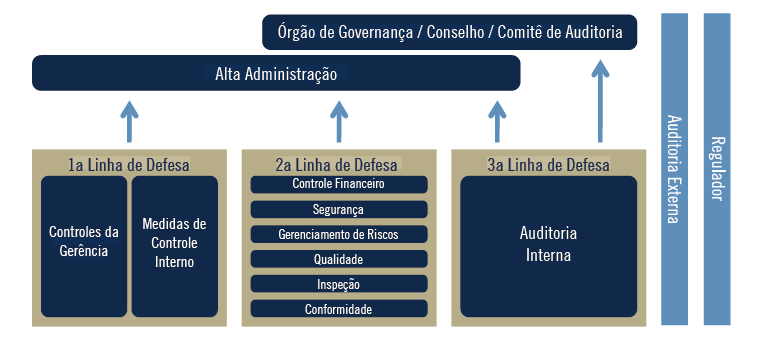 Órgão de Governança / Conselho / Comitê de Auditoria
Alta Administração
1a Linha de Defesa
Controles da
Gerência
Medidas de
Controle
Interno
2a Linha de Defesa
Controle Financeiro
Segurança
Gerenciamento de Riscos
Qualidade
Inspeção
Conformidade
3a Linha de Defesa
Auditoria
Interna
Auditoria Externa
Regulador